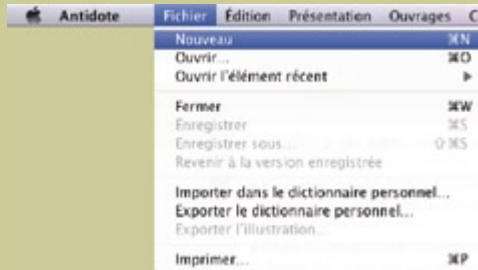 Antidote Fichier Édition Présentation Ouvrages C
Nouveau ⌘N
Ouvrir... ⌘O
Ouvrir l'élément récent ▶
Fermer ⌘W
Enregistrer ⌘S
Enregistrer sous... ⇧⌘S
Revenir à la version enregistrée
Importer dans le dictionnaire personnel...
Exporter le dictionnaire personnel...
Exporter l'illustration...
Imprimer... ⌘P